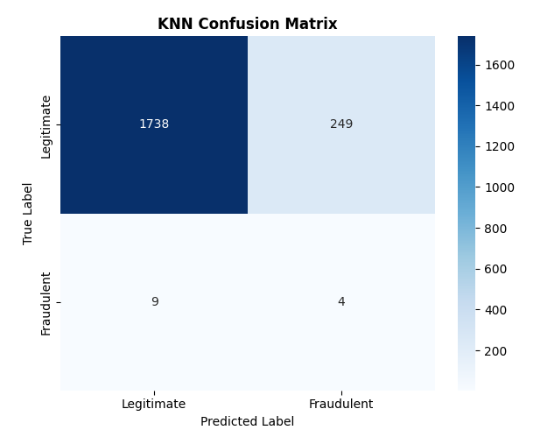 KNN Confusion Matrix
True Label
Legitimate
1738
249
Fraudulent
9
4
Legitimate
Fraudulent
Predicted Label
1600
1400
1200
1000
800
600
400
200